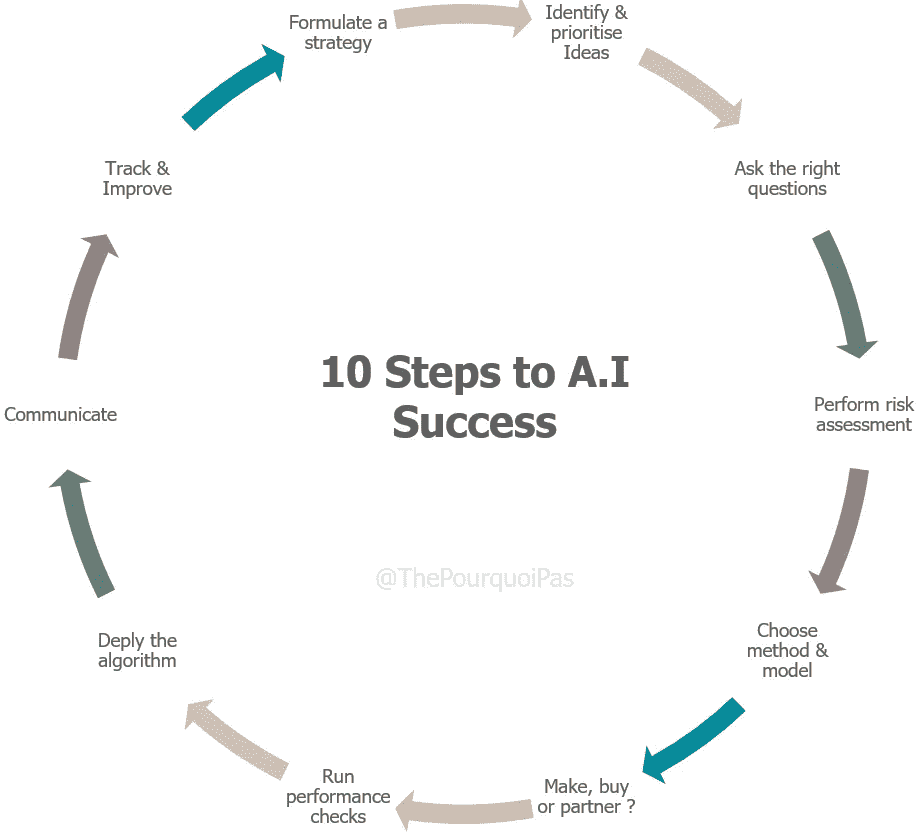 10 Steps to A.I
Success
Formulate a
strategy
Identify &
prioritise
Ideas
Ask the right
questions
Perform risk
assessment
Choose
method &
model
Make, buy
or partner ?
Run
performance
checks
Deply the
algorithm
Communicate
Track &
Improve
@ThePourquoiPas